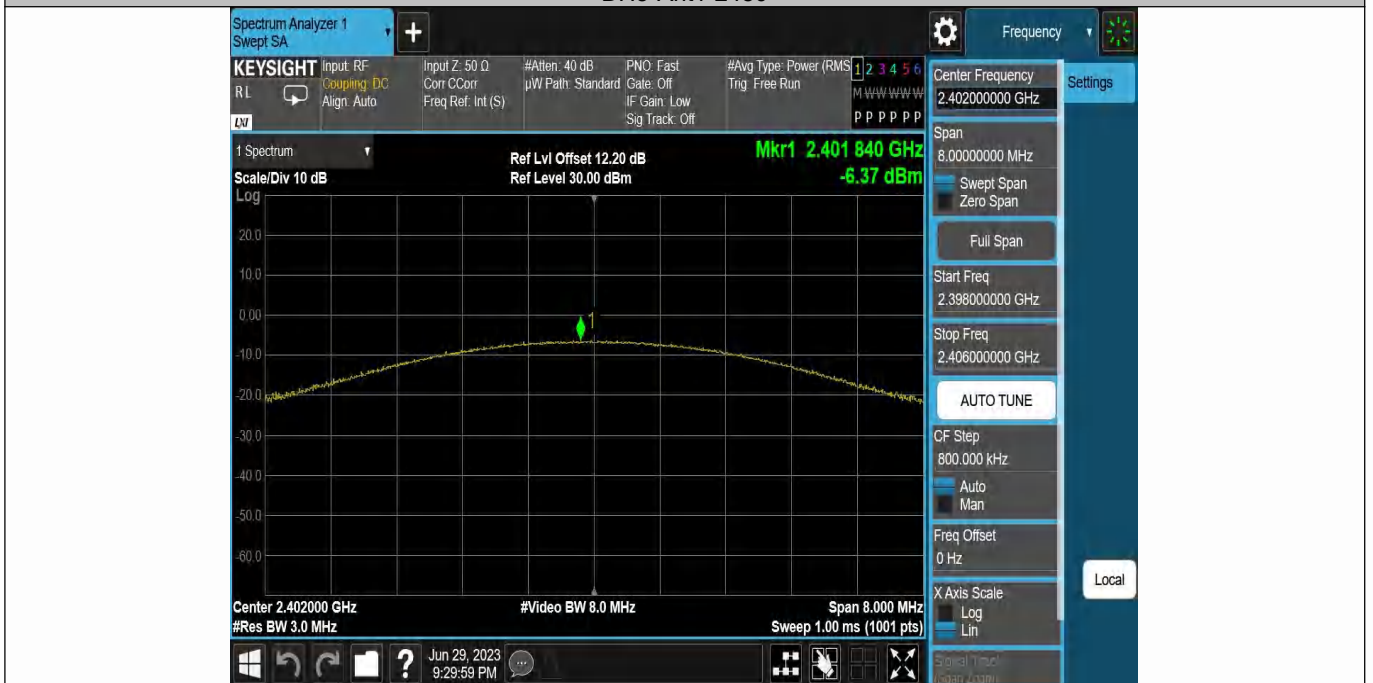 Spectrum Analyzer 1
Swept SA
Frequency
KEYSIGHT
RL
LXI
Input: RF
Coupling: DC
Align: Auto
Input Z: 50 Ω
Corr CCorr
Freq Ref: Int (S)
#Atten: 40 dB
µW Path: Standard
PNO: Fast
Gate: Off
IF Gain: Low
Sig Track: Off
#Avg Type: Power (RMS
Trig: Free Run
1 2 3 4 5 6
M W W W W W
P P P P P P
Center Frequency
2.402000000 GHz
Settings
Span
8.00000000 MHz
Swept Span
Zero Span
Full Span
Start Freq
2.398000000 GHz
Stop Freq
2.406000000 GHz
AUTO TUNE
CF Step
800.000 kHz
Auto
Man
Freq Offset
0 Hz
X Axis Scale
Log
Lin
Signal Track
(Span Zoom)
Local
1 Spectrum
Scale/Div 10 dB
Log
Ref Lvl Offset 12.20 dB
Ref Level 30.00 dBm
Mkr1 2.401 840 GHz
-6.37 dBm
20.0
10.0
0.00
1
-10.0
-20.0
-30.0
-40.0
-50.0
-60.0
Center 2.402000 GHz
#Video BW 8.0 MHz
Span 8.000 MHz
#Res BW 3.0 MHz
Sweep 1.00 ms (1001 pts)
?
Jun 29, 2023
9:29:59 PM